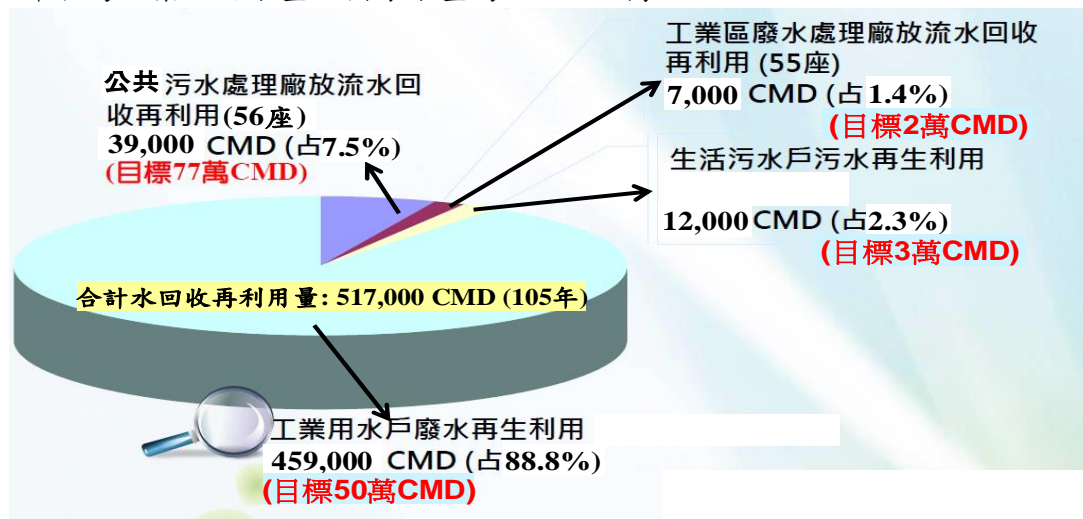 公共污水處理廠放流水回
收再利用(56座)
39,000 CMD (占7.5%)
(目標77萬CMD)
工業區廢水處理廠放流水回收
再利用 (55座)
7,000 CMD (占1.4%)
(目標2萬CMD)
生活污水戶污水再生利用
12,000 CMD (占2.3%)
(目標3萬CMD)
合計水回收再利用量: 517,000 CMD (105年)
工業用水戶廢水再生利用
459,000 CMD (占88.8%)
(目標50萬CMD)